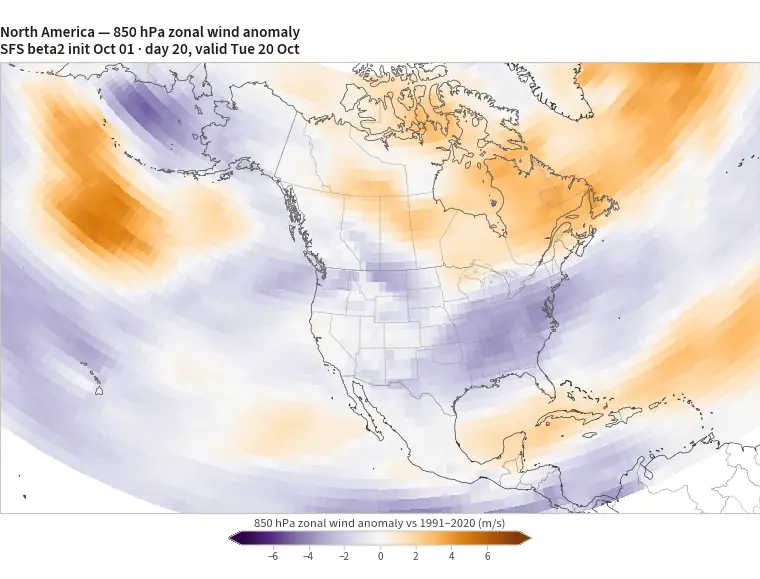 North America — 850 hPa zonal wind anomaly
SFS beta2 init Oct 01 · day 20, valid Tue 20 Oct
850 hPa zonal wind anomaly vs 1991–2020 (m/s)
−6 −4 −2 0 2 4 6